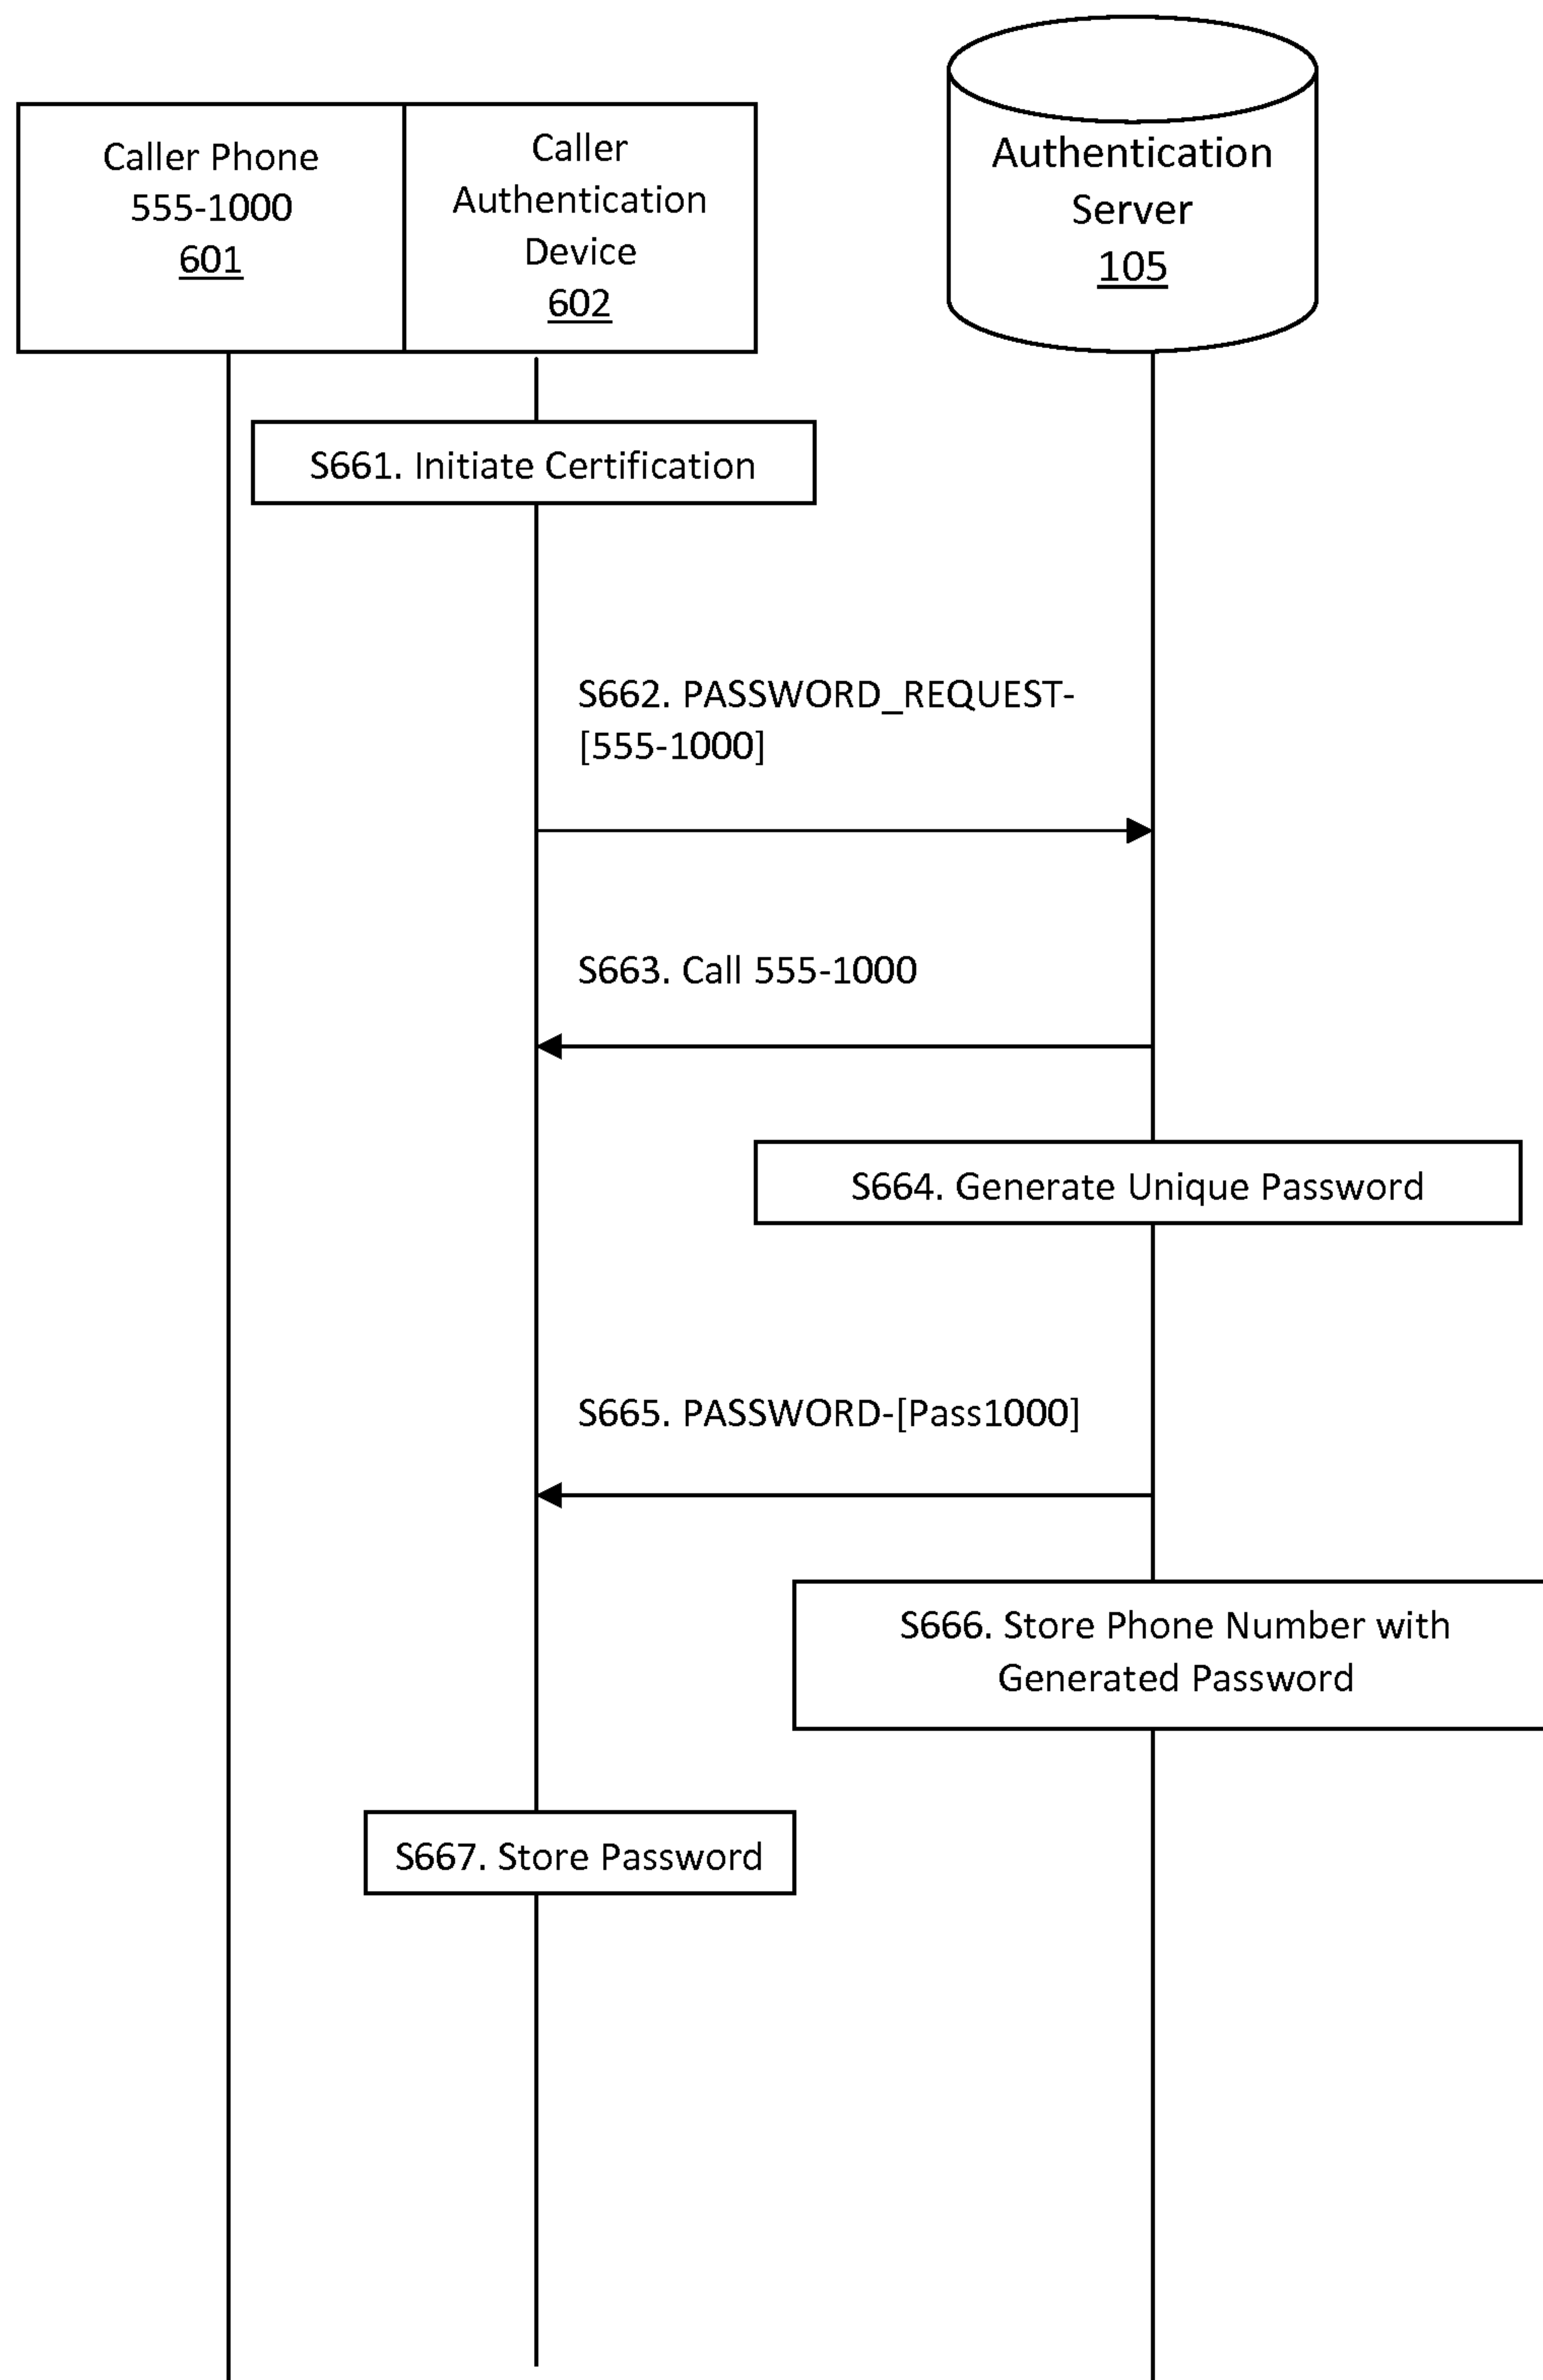 Caller Phone
555-1000
601
Caller
Authentication
Device
602
Authentication
Server
105
S661. Initiate Certification
S662. PASSWORD_REQUEST-
[555-1000]
S663. Call 555-1000
S664. Generate Unique Password
S665. PASSWORD-[Pass1000]
S666. Store Phone Number with
Generated Password
S667. Store Password